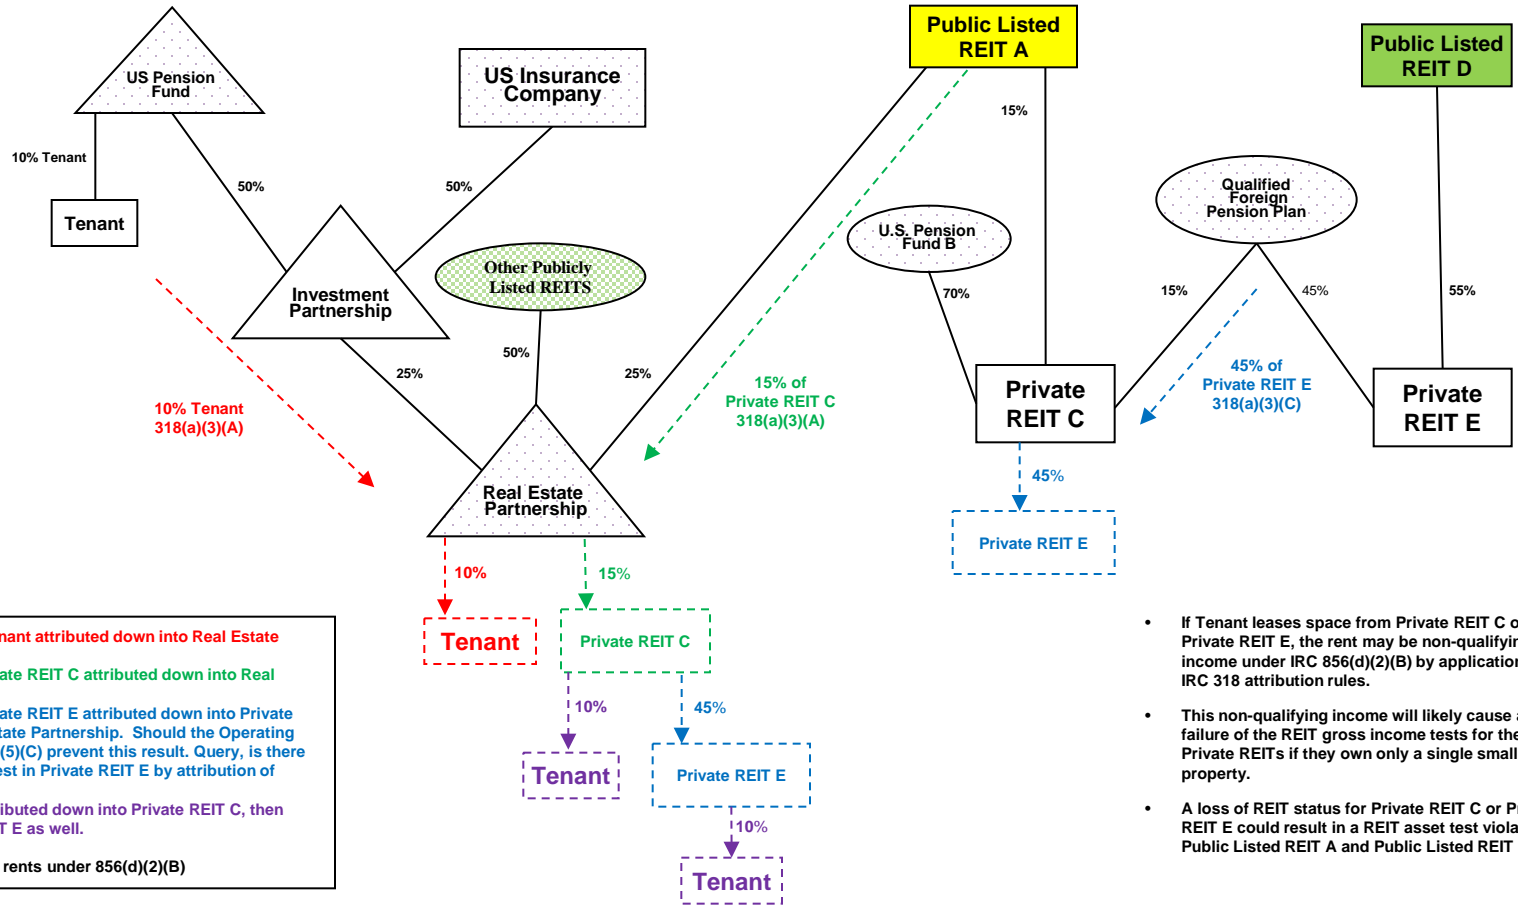 Public Listed
REIT A
Public Listed
REIT D
US Pension
Fund
US Insurance
Company
15%
10% Tenant
50%
50%
Tenant
Qualified
Foreign
Pension Plan
U.S. Pension
Fund B
Other Publicly
Listed REITS
Investment
Partnership
70%
15%
45%
55%
50%
25%
25%
10% Tenant
318(a)(3)(A)
15% of
Private REIT C
318(a)(3)(A)
45% of
Private REIT E
318(a)(3)(C)
Private
REIT C
Private
REIT E
Real Estate
Partnership
45%
Private REIT E
10%
15%
Tenant
Private REIT C
10%
45%
Tenant
Private REIT E
10%
Tenant
nant attributed down into Real Estate
ate REIT C attributed down into Real
ate REIT E attributed down into Private
state Partnership. Should the Operating
(5)(C) prevent this result. Query, is there
est in Private REIT E by attribution of
ributed down into Private REIT C, then
IT E as well.
rents under 856(d)(2)(B)
• If Tenant leases space from Private REIT C o
Private REIT E, the rent may be non-qualifyin
income under IRC 856(d)(2)(B) by application
IRC 318 attribution rules.
• This non-qualifying income will likely cause a
failure of the REIT gross income tests for the
Private REITs if they own only a single small
property.
• A loss of REIT status for Private REIT C or P
REIT E could result in a REIT asset test viola
Public Listed REIT A and Public Listed REIT